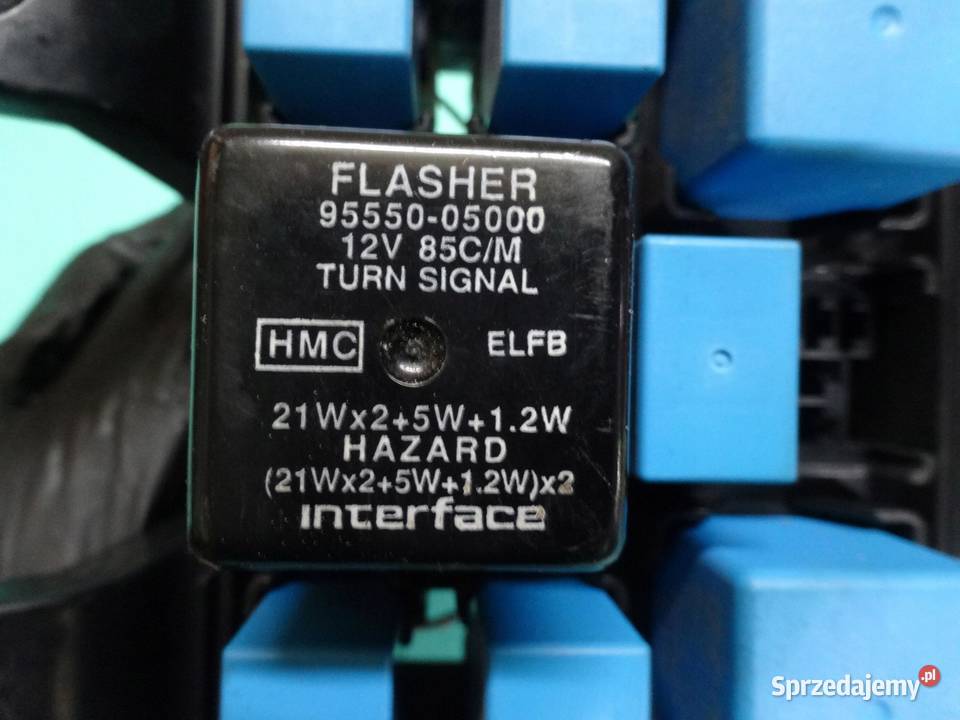 FLASHER
95550-05000
12V 85C/M
TURN SIGNAL
HMC ELFB
21Wx2+5W+1.2W
HAZARD
(21Wx2+5W+1.2W)x2
interface
Sprzedajemy.pl